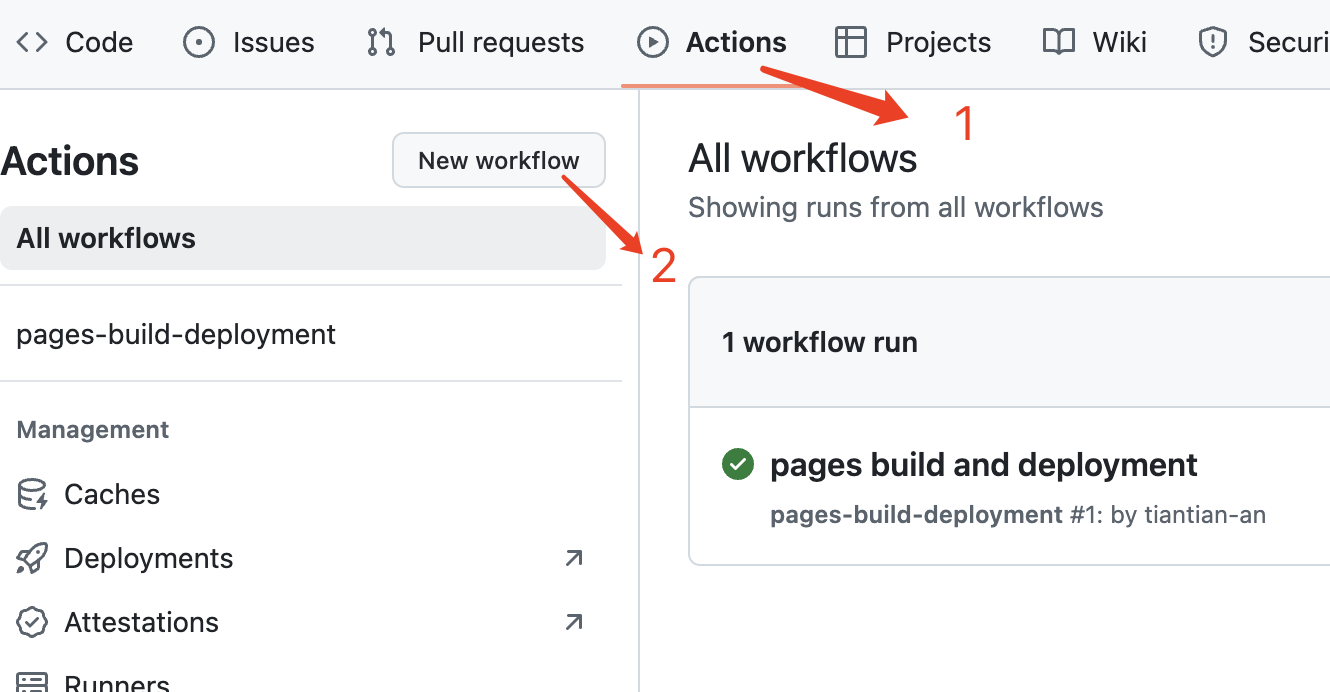 Code Issues Pull requests Actions Projects Wiki Securi
1
Actions New workflow
All workflows
2
pages-build-deployment
Management
Caches
Deployments
Attestations
Runners
All workflows
Showing runs from all workflows
1 workflow run
pages build and deployment
pages-build-deployment #1: by tiantian-an